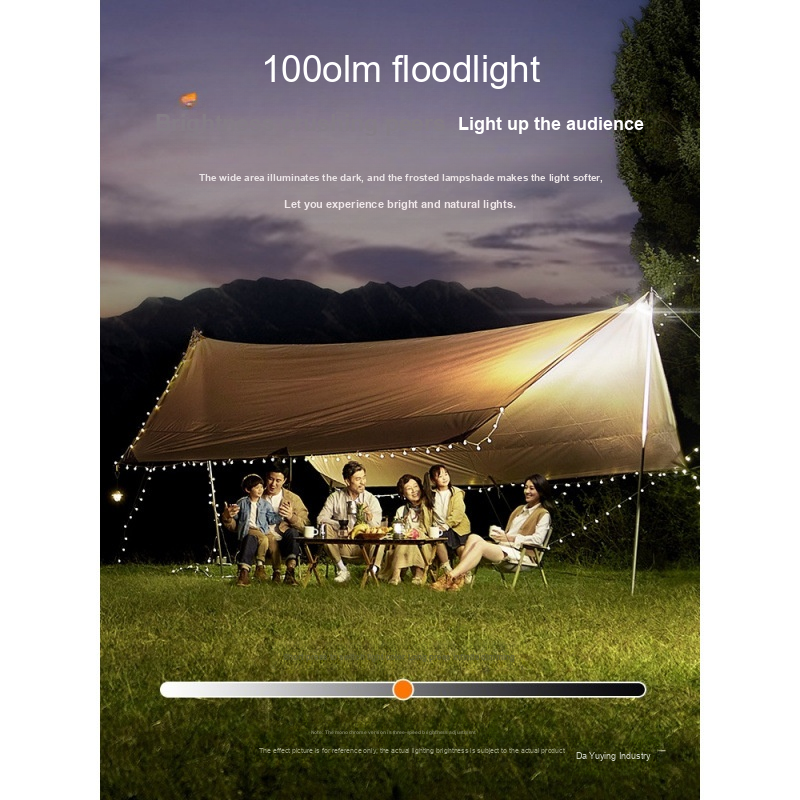 100olm floodlight
Light up the audience
The wide area illuminates the dark, and the frosted lampshade makes the light softer,
Let you experience bright and natural lights.
The effect picture is for reference only, the actual lighting brightness is subject to the actual product.
Da Yuying Industry